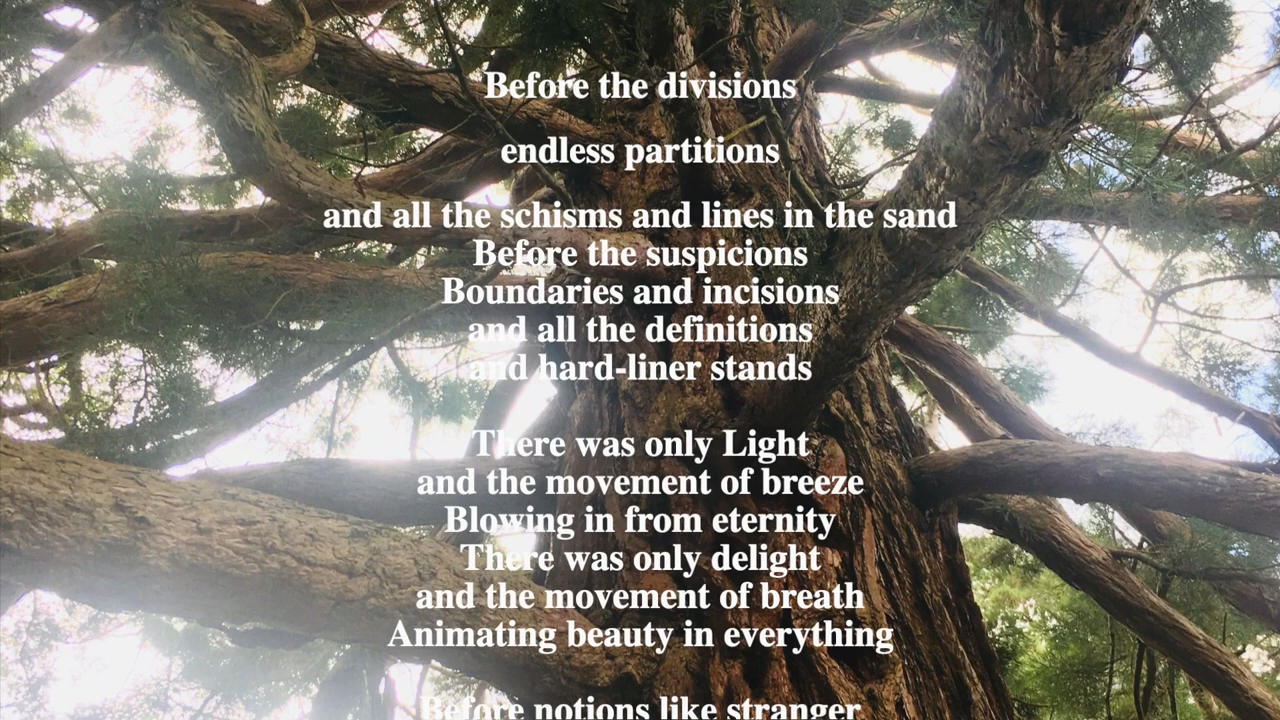 Before the divisions
endless partitions
and all the schisms and lines in the sand
Before the suspicions
Boundaries and incisions
and all the definitions
and hard-liner stands
There was only Light
and the movement of breeze
Blowing in from eternity
There was only delight
and the movement of breath
Animating beauty in everything
Before notions like stranger